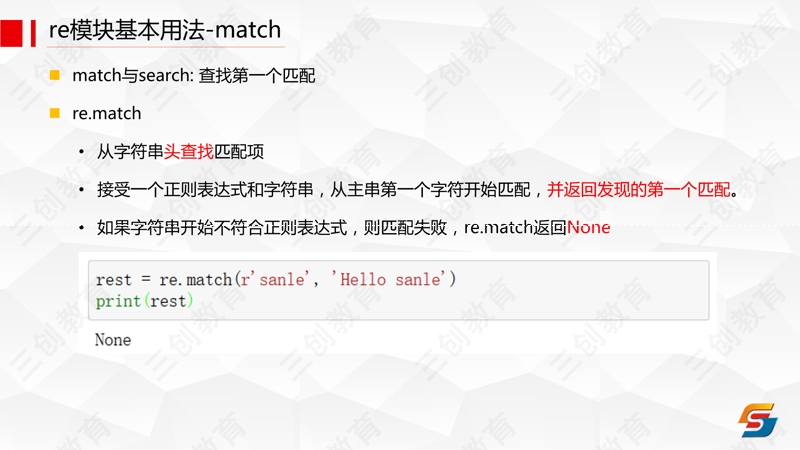 re模块基本用法-match
match与search: 查找第一个匹配
re.match
从字符串头查找匹配项
接受一个正则表达式和字符串，从主串第一个字符开始匹配，并返回发现的第一个匹配。
如果字符串开始不符合正则表达式，则匹配失败，re.match返回None
rest = re.match(r'sanle', 'Hello sanle')
print(rest)
None
三创教育